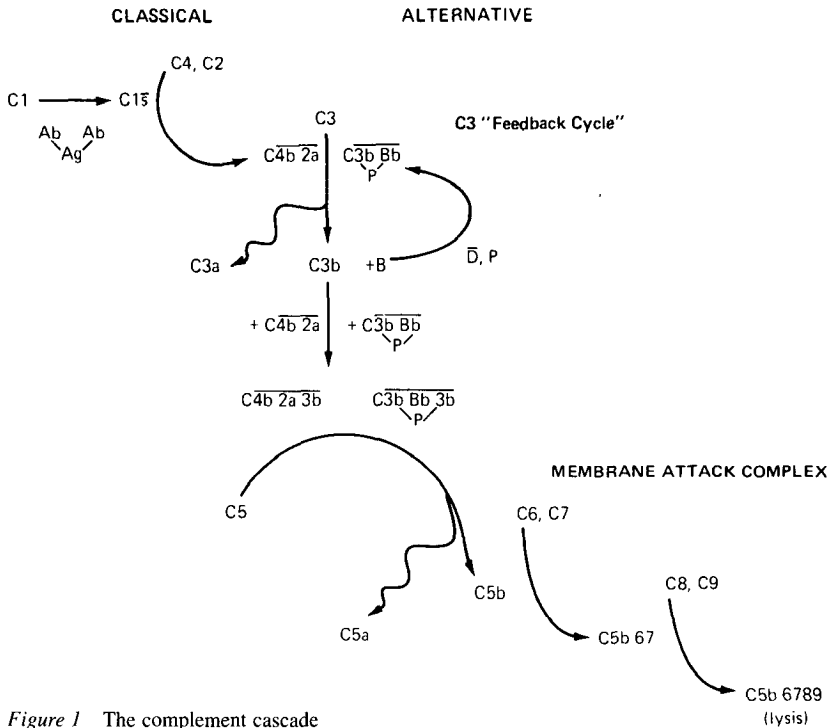 CLASSICAL ALTERNATIVE
C4, C2
C1 C1s̅
Ab Ab
Ag
C3
C3 "Feedback Cycle"
C4b 2a C3b Bb
P
C3a C3b +B D̅, P
+ C4b 2a + C3b Bb
P
C4b 2a 3b C3b Bb 3b
P
MEMBRANE ATTACK COMPLEX
C5 C6, C7
C5b C8, C9
C5a C5b 67
C5b 6789
(lysis)
Figure 1 The complement cascade